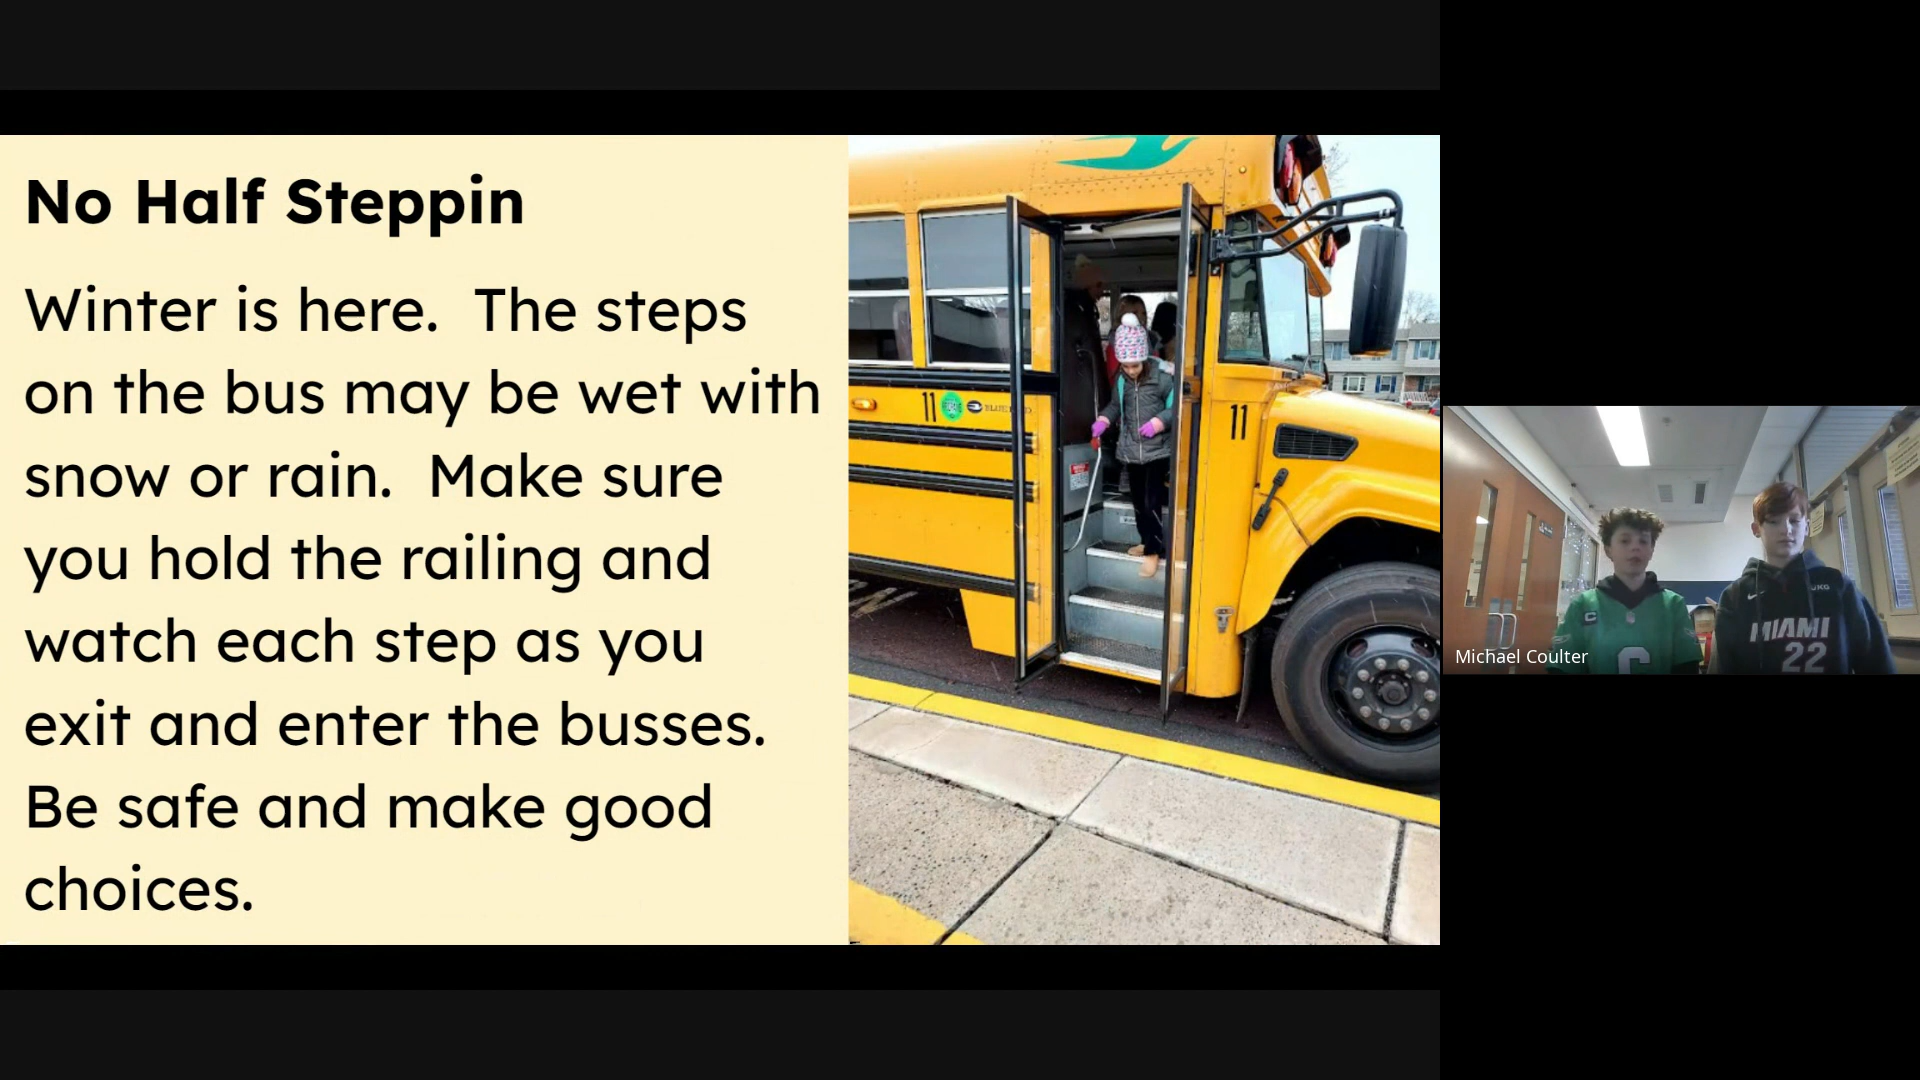 No Half Steppin
Winter is here.  The steps
on the bus may be wet with
snow or rain.  Make sure
you hold the railing and
watch each step as you
exit and enter the busses.
Be safe and make good
choices.
11
11
Michael Coulter
MIAMI
22
UKG
C